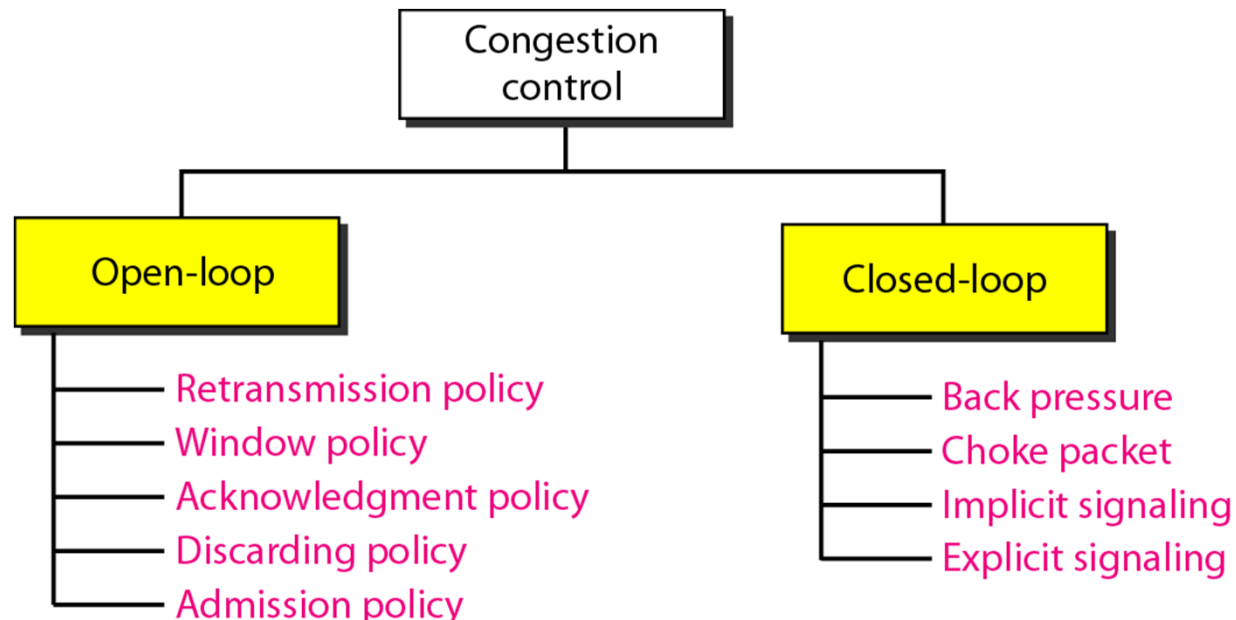 Congestion
control
Open-loop
Closed-loop
Retransmission policy
Window policy
Acknowledgment policy
Discarding policy
Admission policy
Back pressure
Choke packet
Implicit signaling
Explicit signaling